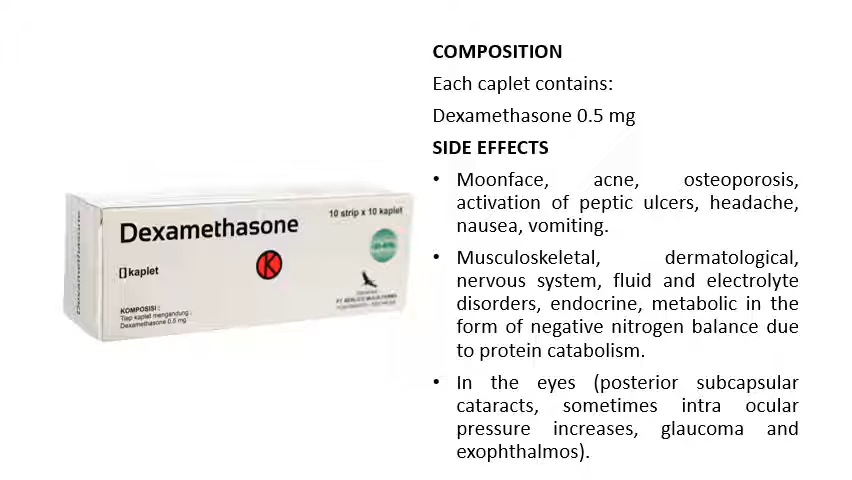 COMPOSITION
Each caplet contains:
Dexamethasone 0.5 mg
SIDE EFFECTS
• Moonface, acne, osteoporosis,
activation of peptic ulcers, headache,
nausea, vomiting.
• Musculoskeletal, dermatological,
nervous system, fluid and electrolyte
disorders, endocrine, metabolic in the
form of negative nitrogen balance due
to protein catabolism.
• In the eyes (posterior subcapsular
cataracts, sometimes intra ocular
pressure increases, glaucoma and
exophthalmos).
Dexamethasone
10 strip x 10 kaplet
Dexamethasone
kaplet
K
KOMPOSISI :
Tiap kaplet mengandung :
Dexamethasone 0.5 mg